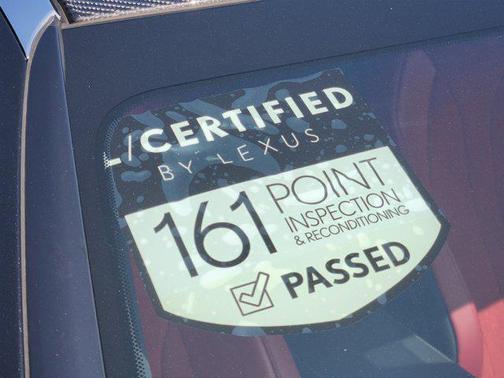 L/CERTIFIED
BY LEXUS
161 POINT
INSPECTION
& RECONDITIONING
PASSED